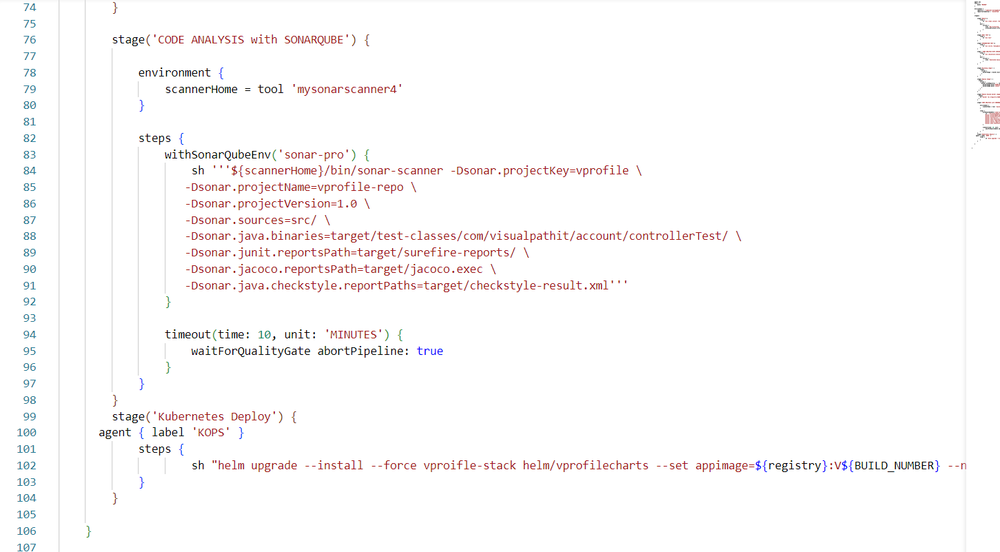 74 }
75
76 stage('CODE ANALYSIS with SONARQUBE') {
77
78 environment {
79 scannerHome = tool 'mysonarscanner4'
80 }
81
82 steps {
83 withSonarQubeEnv('sonar-pro') {
84 sh '''${scannerHome}/bin/sonar-scanner -Dsonar.projectKey=vprofile \
85 -Dsonar.projectName=vprofile-repo \
86 -Dsonar.projectVersion=1.0 \
87 -Dsonar.sources=src/ \
88 -Dsonar.java.binaries=target/test-classes/com/visualpathit/account/controllerTest/ \
89 -Dsonar.junit.reportsPath=target/surefire-reports/ \
90 -Dsonar.jacoco.reportsPath=target/jacoco.exec \
91 -Dsonar.java.checkstyle.reportPaths=target/checkstyle-result.xml'''
92 }
93
94 timeout(time: 10, unit: 'MINUTES') {
95 waitForQualityGate abortPipeline: true
96 }
97 }
98 }
99 stage('Kubernetes Deploy') {
100 agent { label 'KOPS' }
101 steps {
102 sh "helm upgrade --install --force vproifle-stack helm/vprofilecharts --set appimage=${registry}:V${BUILD_NUMBER} --n
103 }
104 }
105
106 }
107